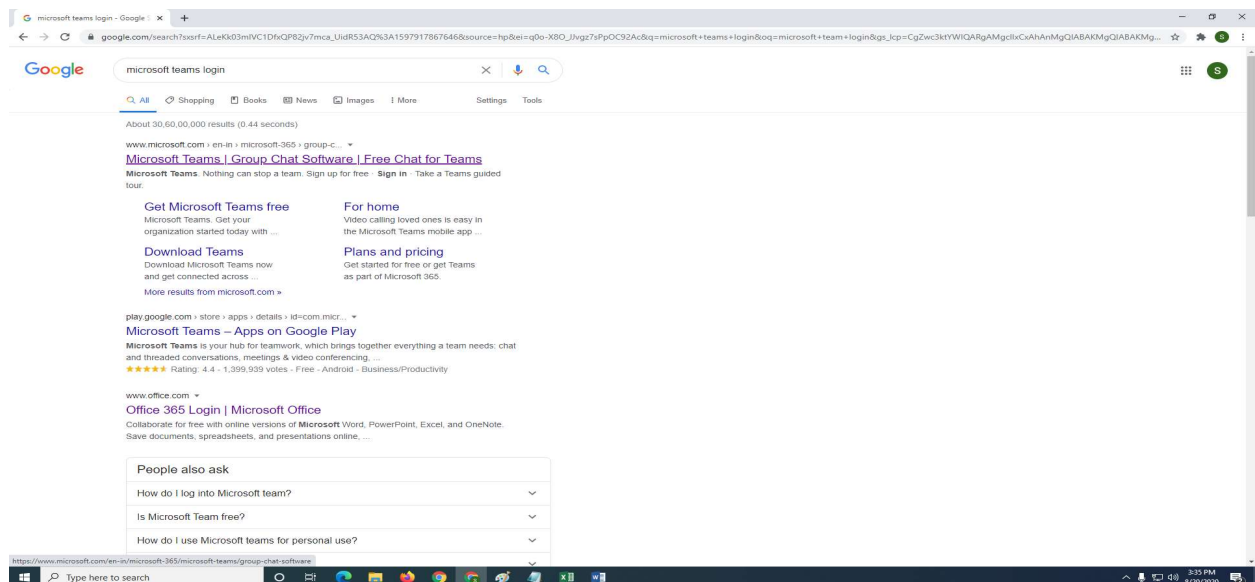 microsoft teams login - Google
google.com/search?sxsrf=ALeKk03mIVC1DfxQP82jv7mca_UidR53AQ%3A1597917867646&source=hp&ei=q0o-X8O_JJvgz7sPpOC92Ac&q=microsoft+teams+login&oq=microsoft+team+login&gs_lcp=
Google
microsoft teams login
S
All Shopping Books News Images More Settings Tools
About 30,60,00,000 results (0.44 seconds)
www.microsoft.com › en-in › microsoft-365 › group-c...
Microsoft Teams | Group Chat Software | Free Chat for Teams
Microsoft Teams. Nothing can stop a team. Sign up for free · Sign in · Take a Teams guided
tour.
Get Microsoft Teams free
Microsoft Teams. Get your
organization started today with ...
For home
Video calling loved ones is easy in
the Microsoft Teams mobile app ...
Download Teams
Download Microsoft Teams now
and get connected across ...
Plans and pricing
Get started for free or get Teams
as part of Microsoft 365.
More results from microsoft.com »
play.google.com › store › apps › details › id=com.micr...
Microsoft Teams – Apps on Google Play
Microsoft Teams is your hub for teamwork, which brings together everything a team needs: chat
and threaded conversations, meetings & video conferencing, ...
Rating: 4.4 - 1,399,939 votes - Free - Android - Business/Productivity
www.office.com
Office 365 Login | Microsoft Office
Collaborate for free with online versions of Microsoft Word, PowerPoint, Excel, and OneNote.
Save documents, spreadsheets, and presentations online, ...
People also ask
How do I log into Microsoft team?
Is Microsoft Team free?
How do I use Microsoft teams for personal use?
https://www.microsoft.com/en-in/microsoft-365/microsoft-teams/group-chat-software
Type here to search
3:35 PM
8/20/2020